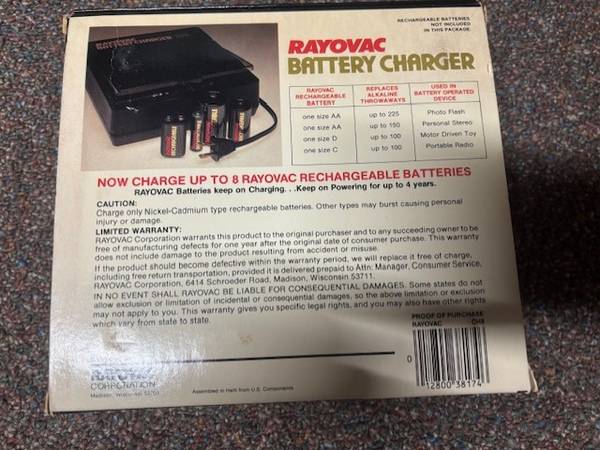 RECHARGEABLE BATTERIES
NOT INCLUDED
IN THIS PACKAGE
RAYOVAC
BATTERY CHARGER
RAYOVAC RECHARGEABLE BATTERY | REPLACES ALKALINE THROWAWAYS | USED IN BATTERY OPERATED DEVICE
one size AA | up to 225 | Photo Flash
one size AA | up to 150 | Personal Stereo
one size D | up to 100 | Motor Driven Toy
one size C | up to 100 | Portable Radio
BATTERY CHARGER
NOW CHARGE UP TO 8 RAYOVAC RECHARGEABLE BATTERIES
RAYOVAC Batteries keep on Charging. . .Keep on Powering for up to 4 years.
CAUTION:
Charge only Nickel-Cadmium type rechargeable batteries. Other types may burst causing personal
injury or damage.
LIMITED WARRANTY:
RAYOVAC Corporation warrants this product to the original purchaser and to any succeeding owner to be
free of manufacturing defects for one year after the original date of consumer purchase. This warranty
does not include damage to the product resulting from accident or misuse.
If the product should become defective within the warranty period, we will replace it free of charge,
including free return transportation, provided it is delivered prepaid to Attn: Manager, Consumer Service,
RAYOVAC Corporation, 6414 Schroeder Road, Madison, Wisconsin 53711.
IN NO EVENT SHALL RAYOVAC BE LIABLE FOR CONSEQUENTIAL DAMAGES. Some states do not
allow exclusion or limitation of incidental or consequential damages, so the above limitation or exclusion
may not apply to you. This warranty gives you specific legal rights, and you may also have other rights
which vary from state to state.
PROOF OF PURCHASE
RAYOVAC
0 12800 38174
RAYOVAC
CORPORATION
Madison, Wisconsin
Assembled in Haiti from U.S. Components